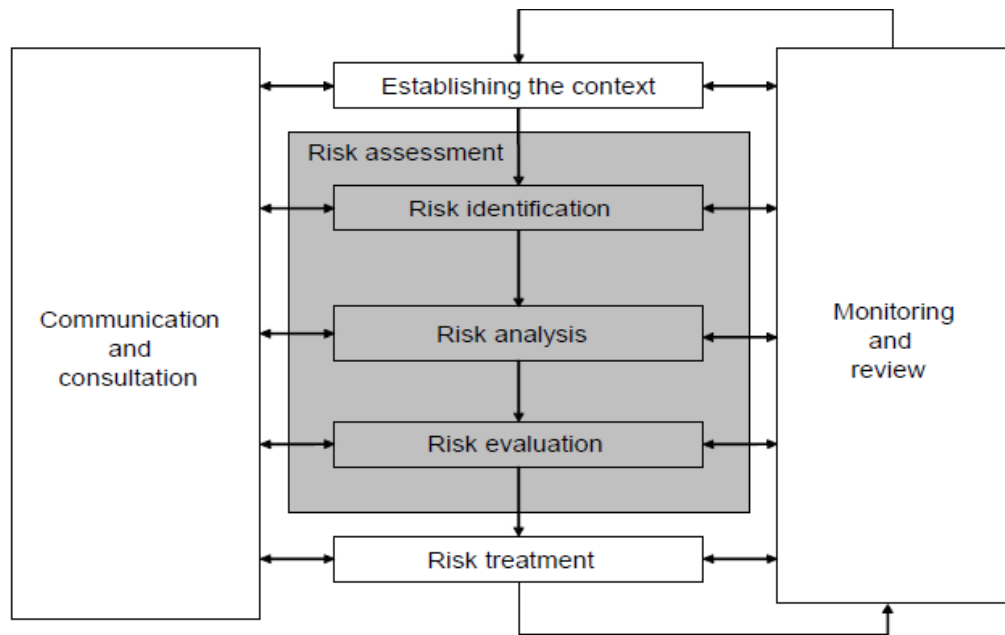 Establishing the context
Risk assessment
Risk identification
Communication
and
consultation
Risk analysis
Monitoring
and
review
Risk evaluation
Risk treatment